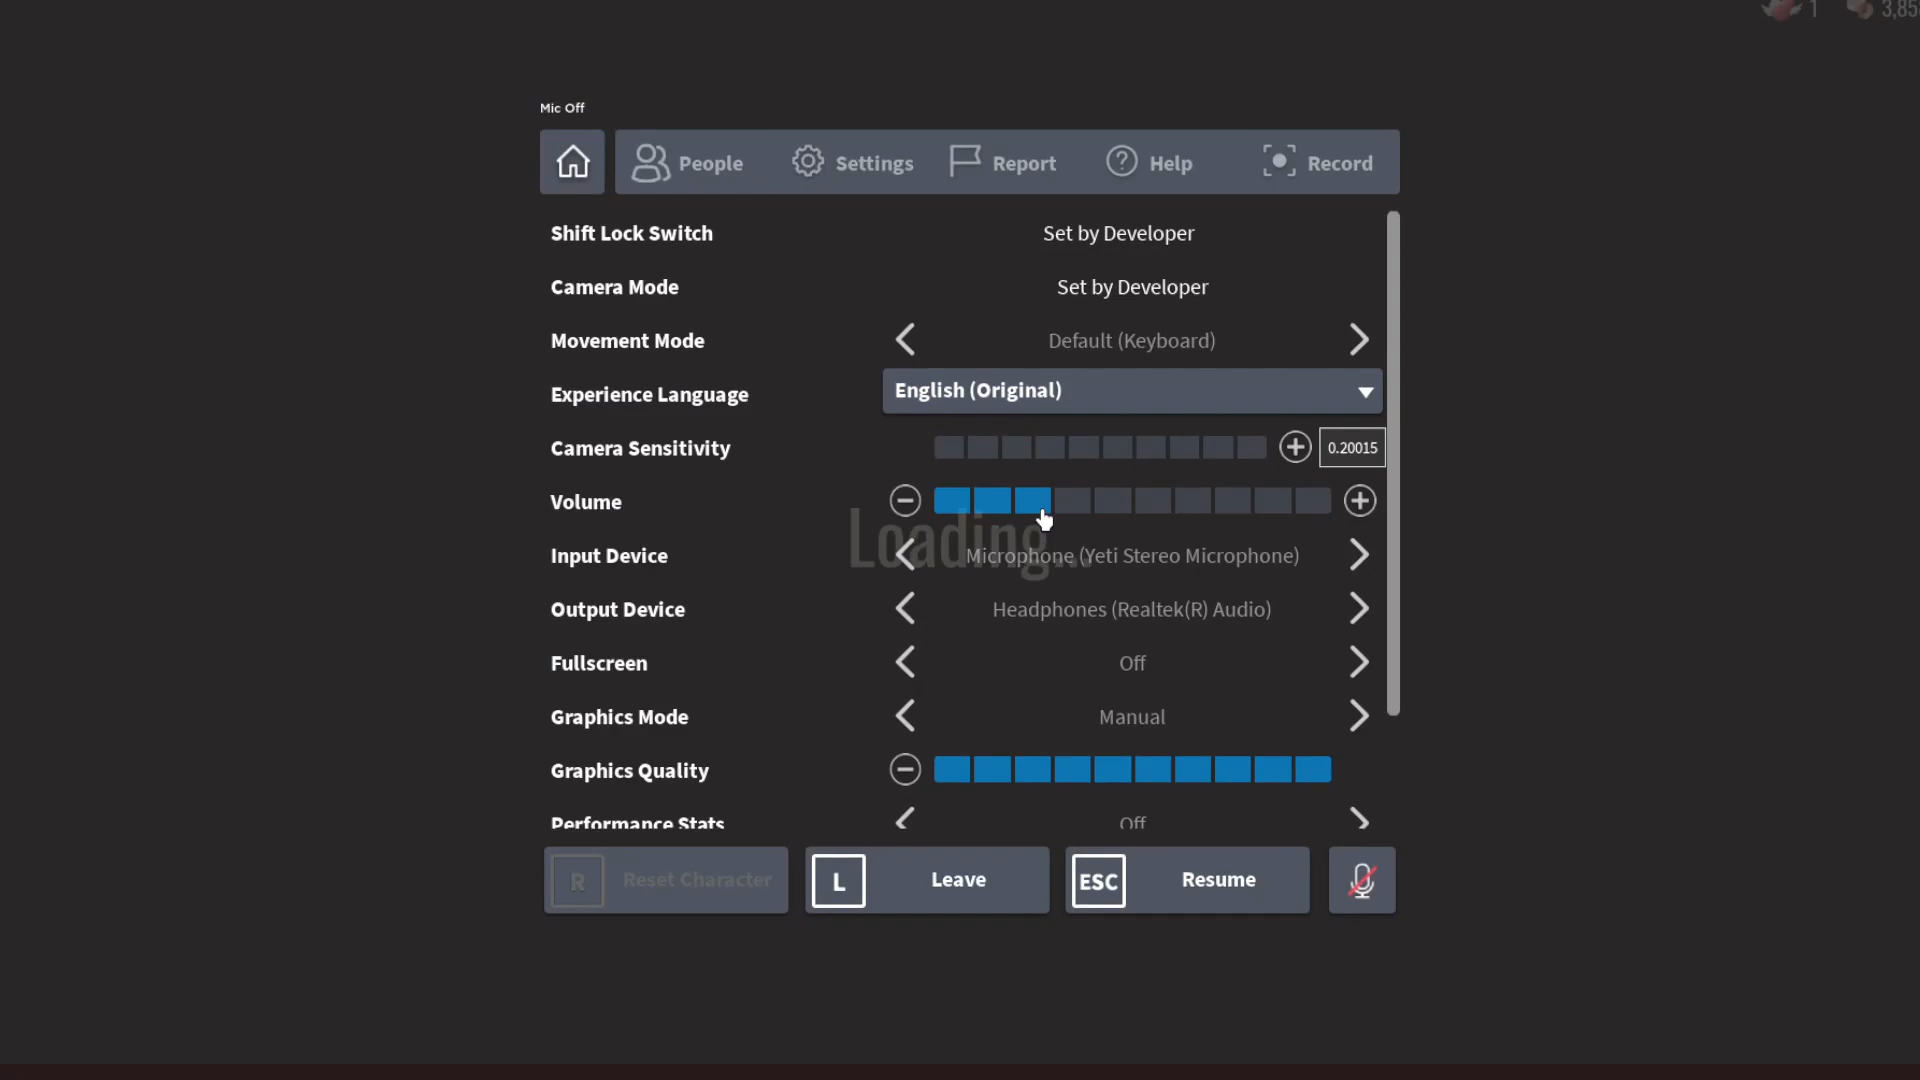 1 3,85
Mic Off
People Settings Report Help Record
Shift Lock Switch Set by Developer
Camera Mode Set by Developer
Movement Mode Default (Keyboard)
Experience Language English (Original)
Camera Sensitivity 0.20015
Volume
Loading...
Input Device Microphone (Yeti Stereo Microphone)
Output Device Headphones (Realtek(R) Audio)
Fullscreen Off
Graphics Mode Manual
Graphics Quality
Performance Stats Off
R Reset Character L Leave ESC Resume